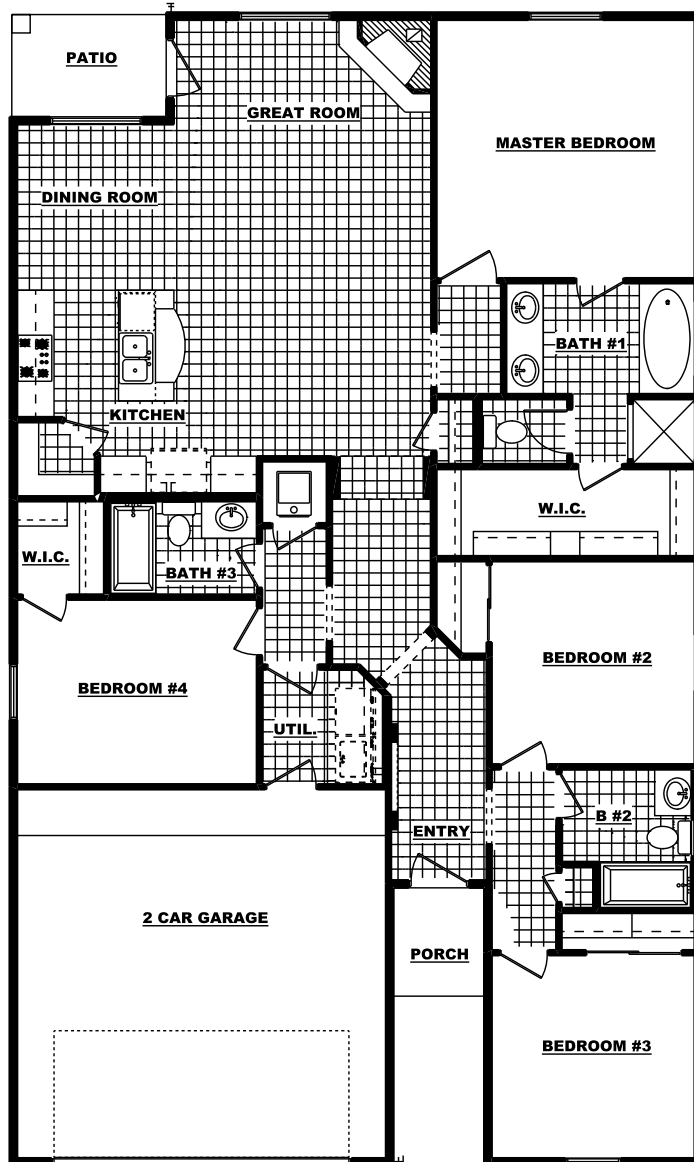 PATIO
GREAT ROOM
MASTER BEDROOM
DINING ROOM
BATH #1
KITCHEN
W.I.C.
W.I.C.
BATH #3
BEDROOM #2
BEDROOM #4
UTIL.
B #2
ENTRY
2 CAR GARAGE
PORCH
BEDROOM #3